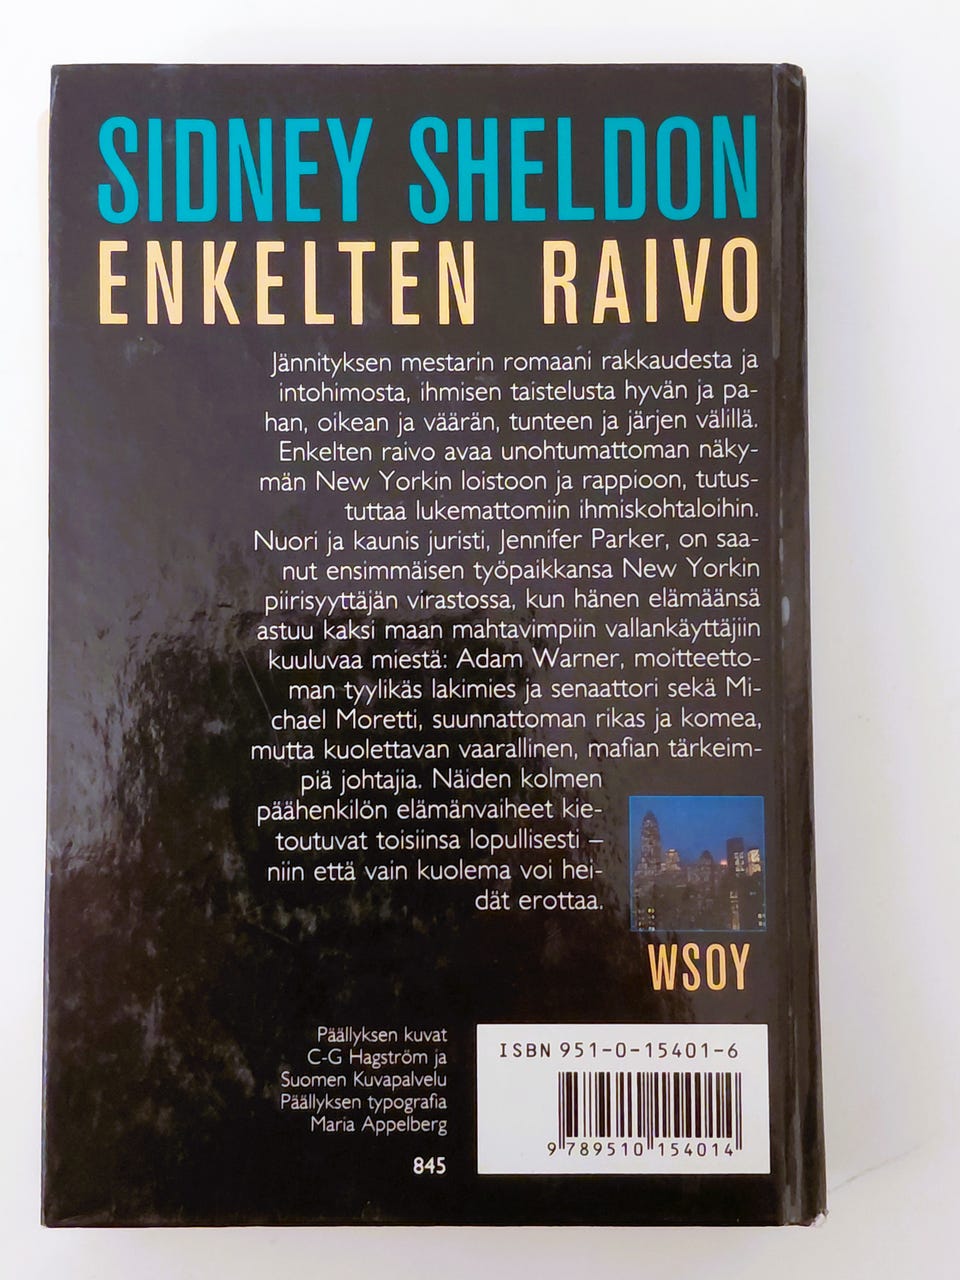 SIDNEY SHELDON
ENKELTEN RAIVO
Jännityksen mestarin romaani rakkaudesta ja
intohimosta, ihmisen taistelusta hyvän ja pa-
han, oikean ja väärän, tunteen ja järjen välillä.
Enkelten raivo avaa unohtumattoman näky-
män New Yorkin loistoon ja rappioon, tutus-
tuttaa lukemattomiin ihmiskohtaloihin.
Nuori ja kaunis juristi, Jennifer Parker, on saa-
nut ensimmäisen työpaikkansa New Yorkin
piirisyyttäjän virastossa, kun hänen elämäänsä
astuu kaksi maan mahtavimpiin vallankäyttäjiin
kuuluvaa miestä: Adam Warner, moitteetto-
man tyylikäs lakimies ja senaattori sekä Mi-
chael Moretti, suunnattoman rikas ja komea,
mutta kuolettavan vaarallinen, mafian tärkeim-
piä johtajia. Näiden kolmen
päähenkilön elämänvaiheet kie-
toutuvat toisiinsa lopullisesti –
niin että vain kuolema voi hei-
dät erottaa.
WSOY
Päällyksen kuvat
C-G Hagström ja
Suomen Kuvapalvelu
Päällyksen typografia
Maria Appelberg
845
ISBN 951-0-15401-6
9 789510 154014